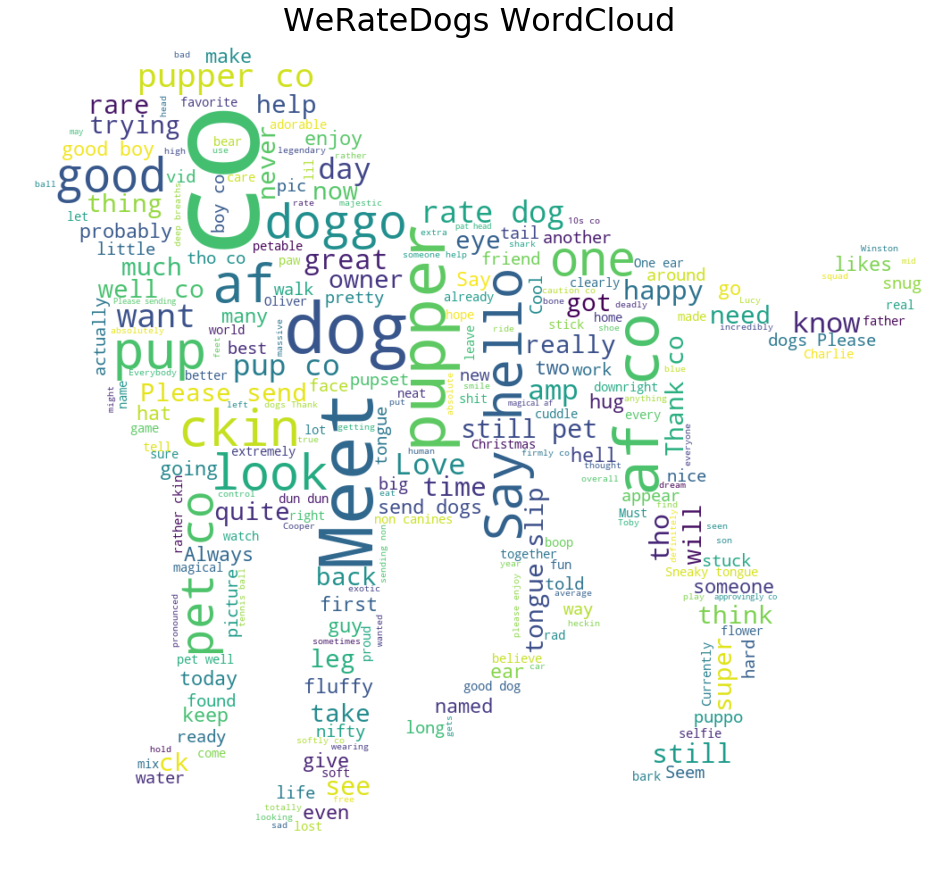 WeRateDogs WordCloud
bad
make
pupper co
rare
head
favorite
help
may
trying
CO
adorable
never
enjoy
good boy
high
bear
use
legendary
rather
ball
good
vid
boy co
care
lil
day
pic
now
let
thing
deep breaths
rate
majestic
probably
doggo
extra
rate dog
pat head
10s co
little
tho co
petable
someone help
eye
tail
shark
another
much
af
paw
great
friend
one
One ear
Winston
likes
mid
squad
snug
well co
Please sending
walk
Oliver
pretty
owner
pupper
Say
already
hello
Cool
caution co
bone
clearly
got
deadly
around
happy
go
Lucy
real
want
many
dog
hope
stick
home
shoe
made
need
incredibly
know
father
actually
absolutely
world
feet
massive
leave
ride
really
dogs Please
Charlie
pup
best
better
Everybody
pup co
face
pupset
neat
new
smile
two
work
af co
Thank co
blue
might
name
Please send
put
absolute
shit
magical af
amp
cuddle
hug
downright
anything
every
hat
game
left
dogs Thank
getting
ckin
lot
true
Meet
tongue
human
still pet
Christmas
firmly co
hell
thought
overall
everyone
tell
sure
extremely
going
look
Love
big
time
Say
dream
nice
appear
find
control
dun dun
eat
rather ckin
pet co
quite
right
Cooper
send dogs
non canines
slip
Must
Toby
tho
definitely
will
seen
son
watch
Always
magical
sending non
together
boop
stuck
Sneaky tongue
back
exotic
year
fun
told
average
someone
pronounced
picture
tennis ball
first
wanted
please enjoy
tongue
way
heckin
play
approvingly co
think
guy
sometimes
proud
rad
flower
pet well
leg
believe
ear
car
hard
today
fluffy
good dog
Currently
super
found
keep
take
named
puppo
ready
nifty
long
gets
selfie
hold
come
softly co
wearing
still
mix
ck
water
give
soft
bark
Seem
life
see
free
totally
looking
even
sad
lost